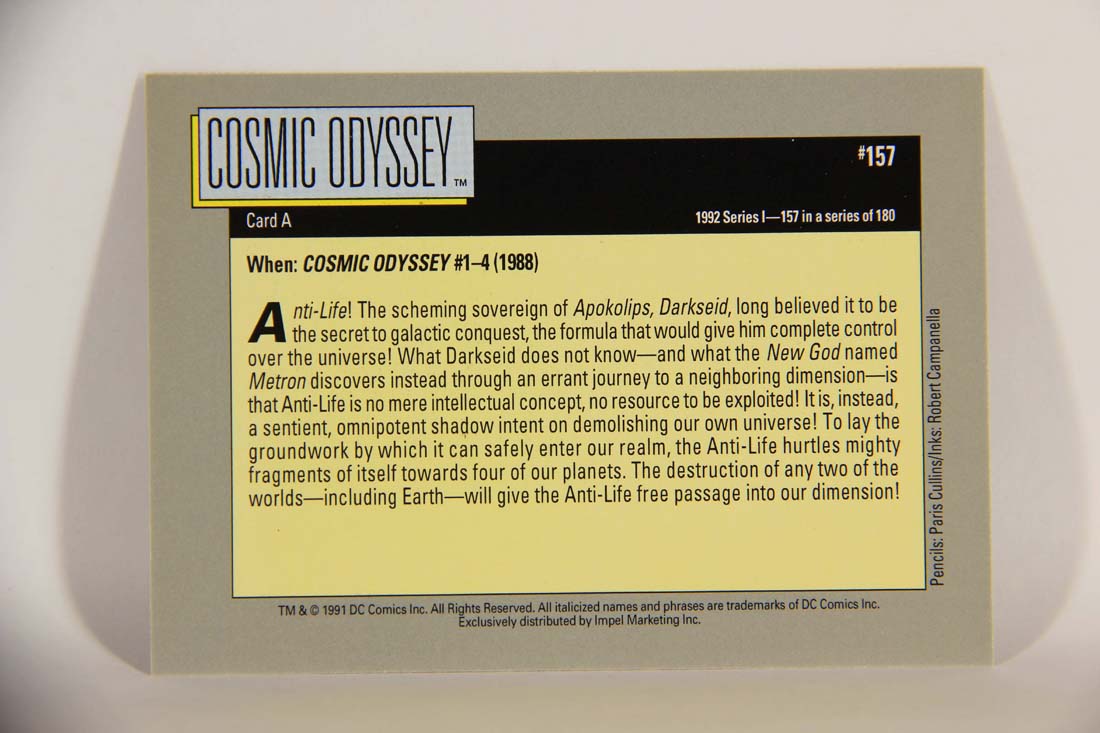 COSMIC ODYSSEY™
#157
Card A
1992 Series I—157 in a series of 180
When: COSMIC ODYSSEY #1–4 (1988)
Anti-Life! The scheming sovereign of Apokolips, Darkseid, long believed it to be
the secret to galactic conquest, the formula that would give him complete control
over the universe! What Darkseid does not know—and what the New God named
Metron discovers instead through an errant journey to a neighboring dimension—is
that Anti-Life is no mere intellectual concept, no resource to be exploited! It is, instead,
a sentient, omnipotent shadow intent on demolishing our own universe! To lay the
groundwork by which it can safely enter our realm, the Anti-Life hurtles mighty
fragments of itself towards four of our planets. The destruction of any two of the
worlds—including Earth—will give the Anti-Life free passage into our dimension!
Pencils: Paris Cullins/Inks: Robert Campanella
TM & © 1991 DC Comics Inc. All Rights Reserved. All italicized names and phrases are trademarks of DC Comics Inc.
Exclusively distributed by Impel Marketing Inc.